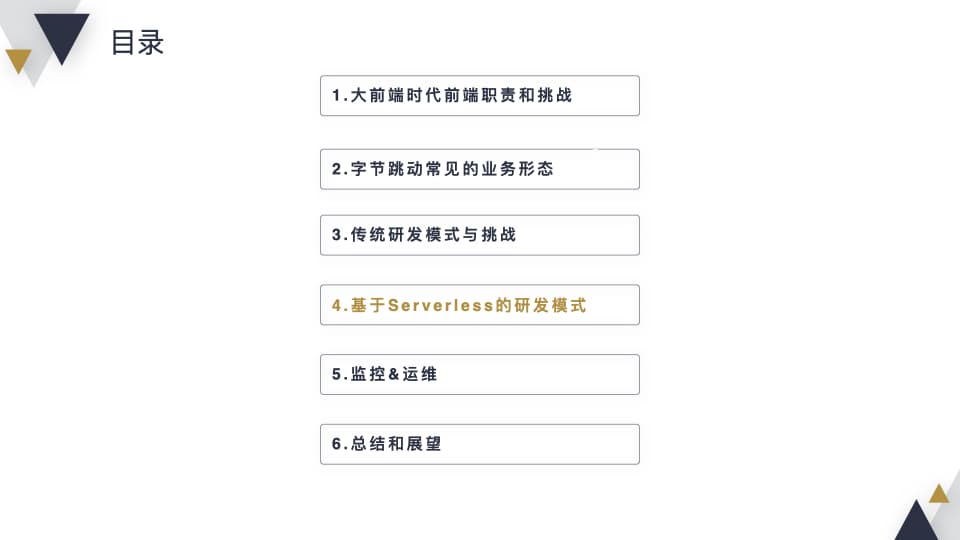 目录
1.大前端时代前端职责和挑战
2.字节跳动常见的业务形态
3.传统研发模式与挑战
4.基于Serverless的研发模式
5.监控&运维
6.总结和展望